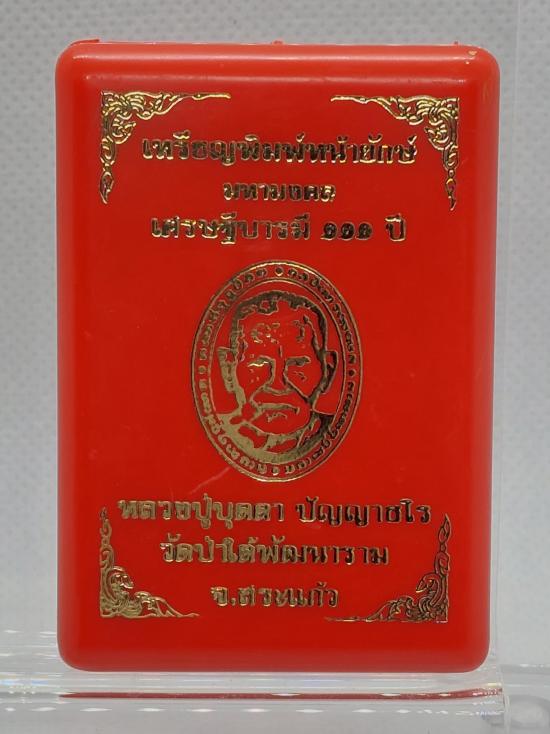 เหรียญพิมพ์หน้ายักษ์
มหามงคล
เศรษฐีบารมี ๑๑๑ ปี
หลวงปู่บุดดา ปัญญาธโร
วัดป่าใต้พัฒนาราม
จ.สระแก้ว